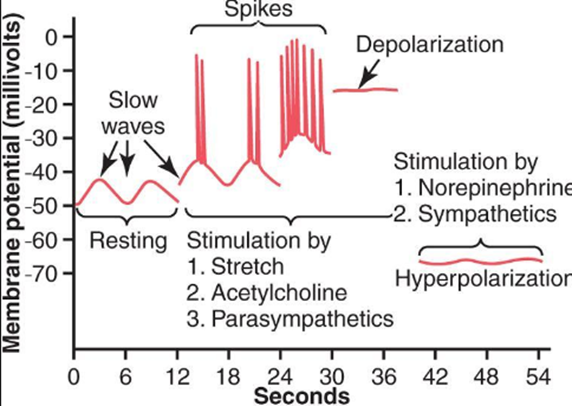 Spikes
Membrane potential (millivolts)
0
-10
-20
-30
-40
-50
-60
-70
Depolarization
Slow
waves
Stimulation by
1. Norepinephrine
2. Sympathetics
Resting
Stimulation by
1. Stretch
2. Acetylcholine
3. Parasympathetics
Hyperpolarization
0 6 12 18 24 30 36 42 48 54
Seconds